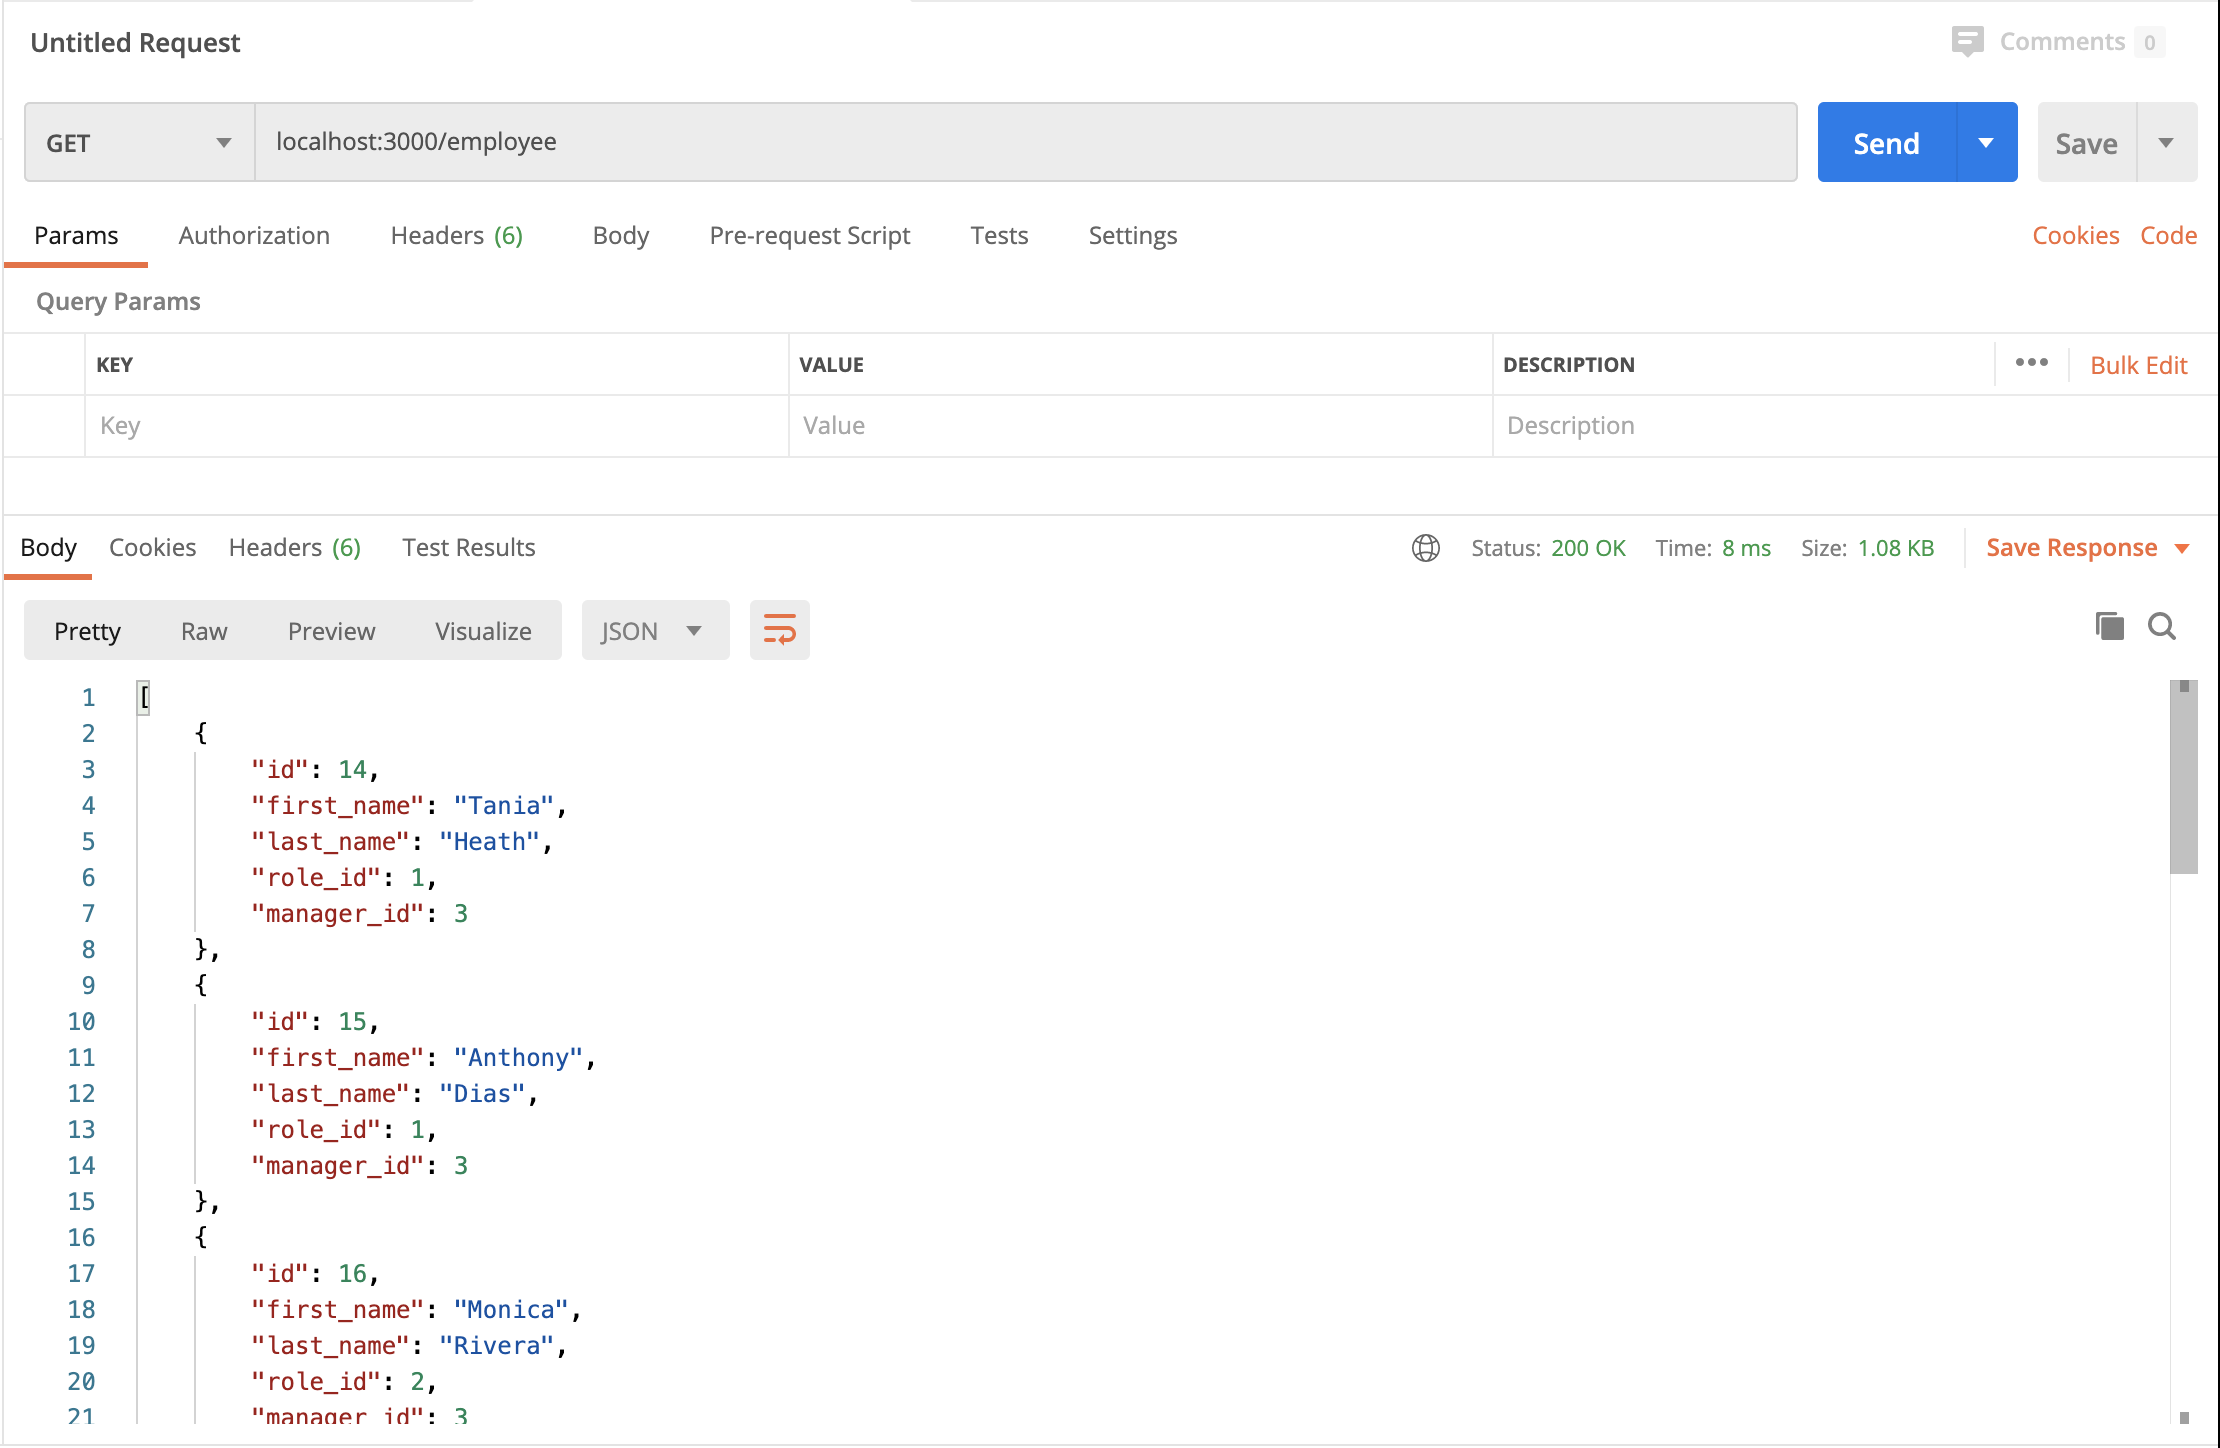 Untitled Request
Comments 0
GET localhost:3000/employee Send Save
Params Authorization Headers (6) Body Pre-request Script Tests Settings Cookies Code
Query Params
KEY VALUE DESCRIPTION ••• Bulk Edit
Key Value Description
Body Cookies Headers (6) Test Results Status: 200 OK Time: 8 ms Size: 1.08 KB Save Response
Pretty Raw Preview Visualize JSON
1 [
2 {
3 "id": 14,
4 "first_name": "Tania",
5 "last_name": "Heath",
6 "role_id": 1,
7 "manager_id": 3
8 },
9 {
10 "id": 15,
11 "first_name": "Anthony",
12 "last_name": "Dias",
13 "role_id": 1,
14 "manager_id": 3
15 },
16 {
17 "id": 16,
18 "first_name": "Monica",
19 "last_name": "Rivera",
20 "role_id": 2,
21 "manager_id": 3